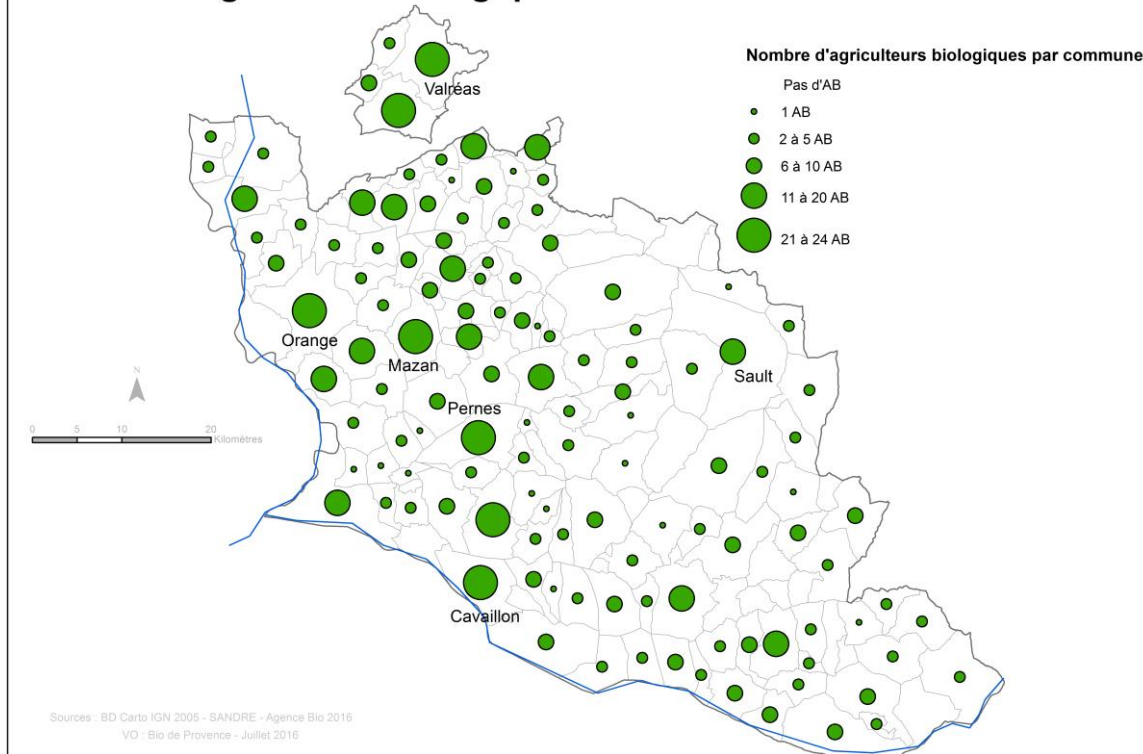 Nombre d'agriculteurs biologiques par commune
Pas d'AB
1 AB
2 à 5 AB
6 à 10 AB
11 à 20 AB
21 à 24 AB
Valréas
Orange
Mazan
Sault
Pernes
Cavaillon
N
0 5 10 20
Kilomètres
Sources : BD Carto IGN 2005 - SANDRE - Agence Bio 2016
VO : Bio de Provence - Juillet 2016